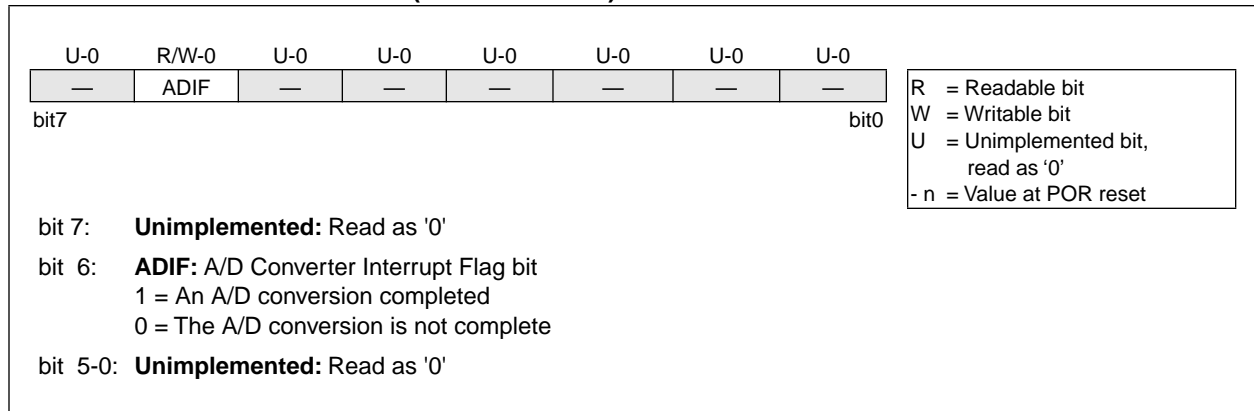 U-0 R/W-0 U-0 U-0 U-0 U-0 U-0 U-0
— ADIF — — — — — —
bit7 bit0
R = Readable bit
W = Writable bit
U = Unimplemented bit,
read as ‘0’
- n = Value at POR reset
bit 7: Unimplemented: Read as '0'
bit 6: ADIF: A/D Converter Interrupt Flag bit
1 = An A/D conversion completed
0 = The A/D conversion is not complete
bit 5-0: Unimplemented: Read as '0'